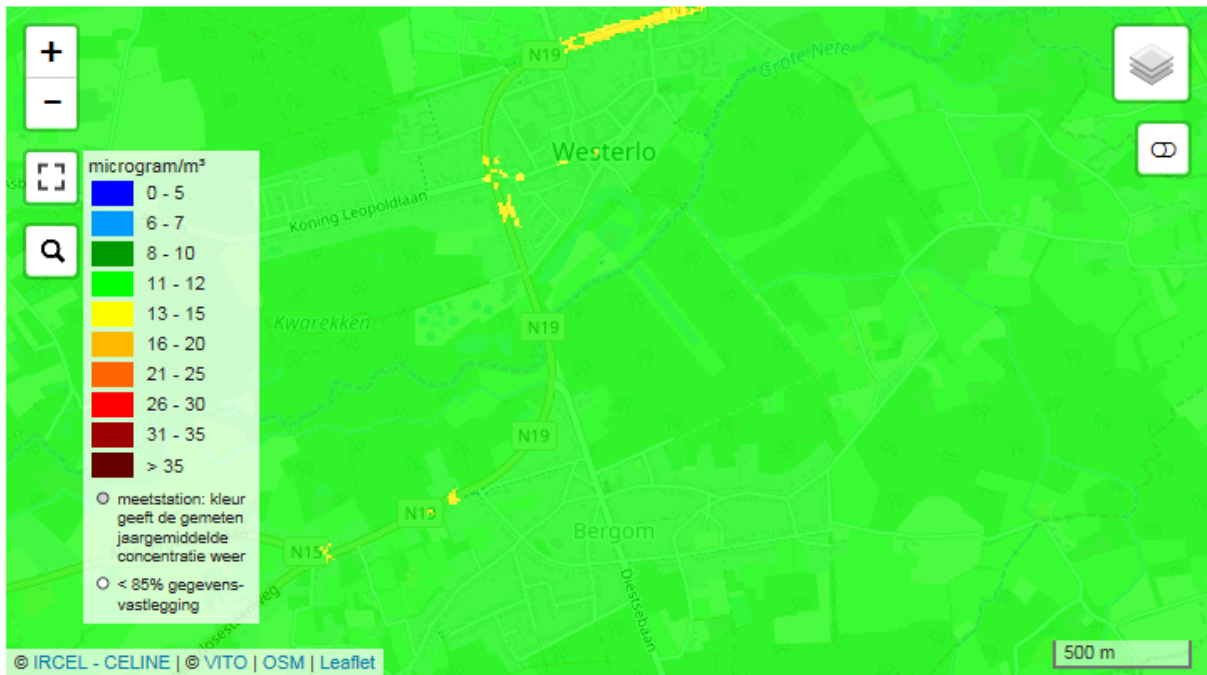 +
−
microgram/m³
0 - 5
6 - 7
8 - 10
11 - 12
13 - 15
16 - 20
21 - 25
26 - 30
31 - 35
> 35
meetstation: kleur
geeft de gemeten
jaargemiddelde
concentratie weer
< 85% gegevens-
vastlegging
N19
Grote Nete
Westerlo
Koning Leopoldlaan
Kwarekken
N19
N19
N19
N15
Bergom
Diestsebaan
500 m
© IRCEL - CELINE | © VITO | OSM | Leaflet